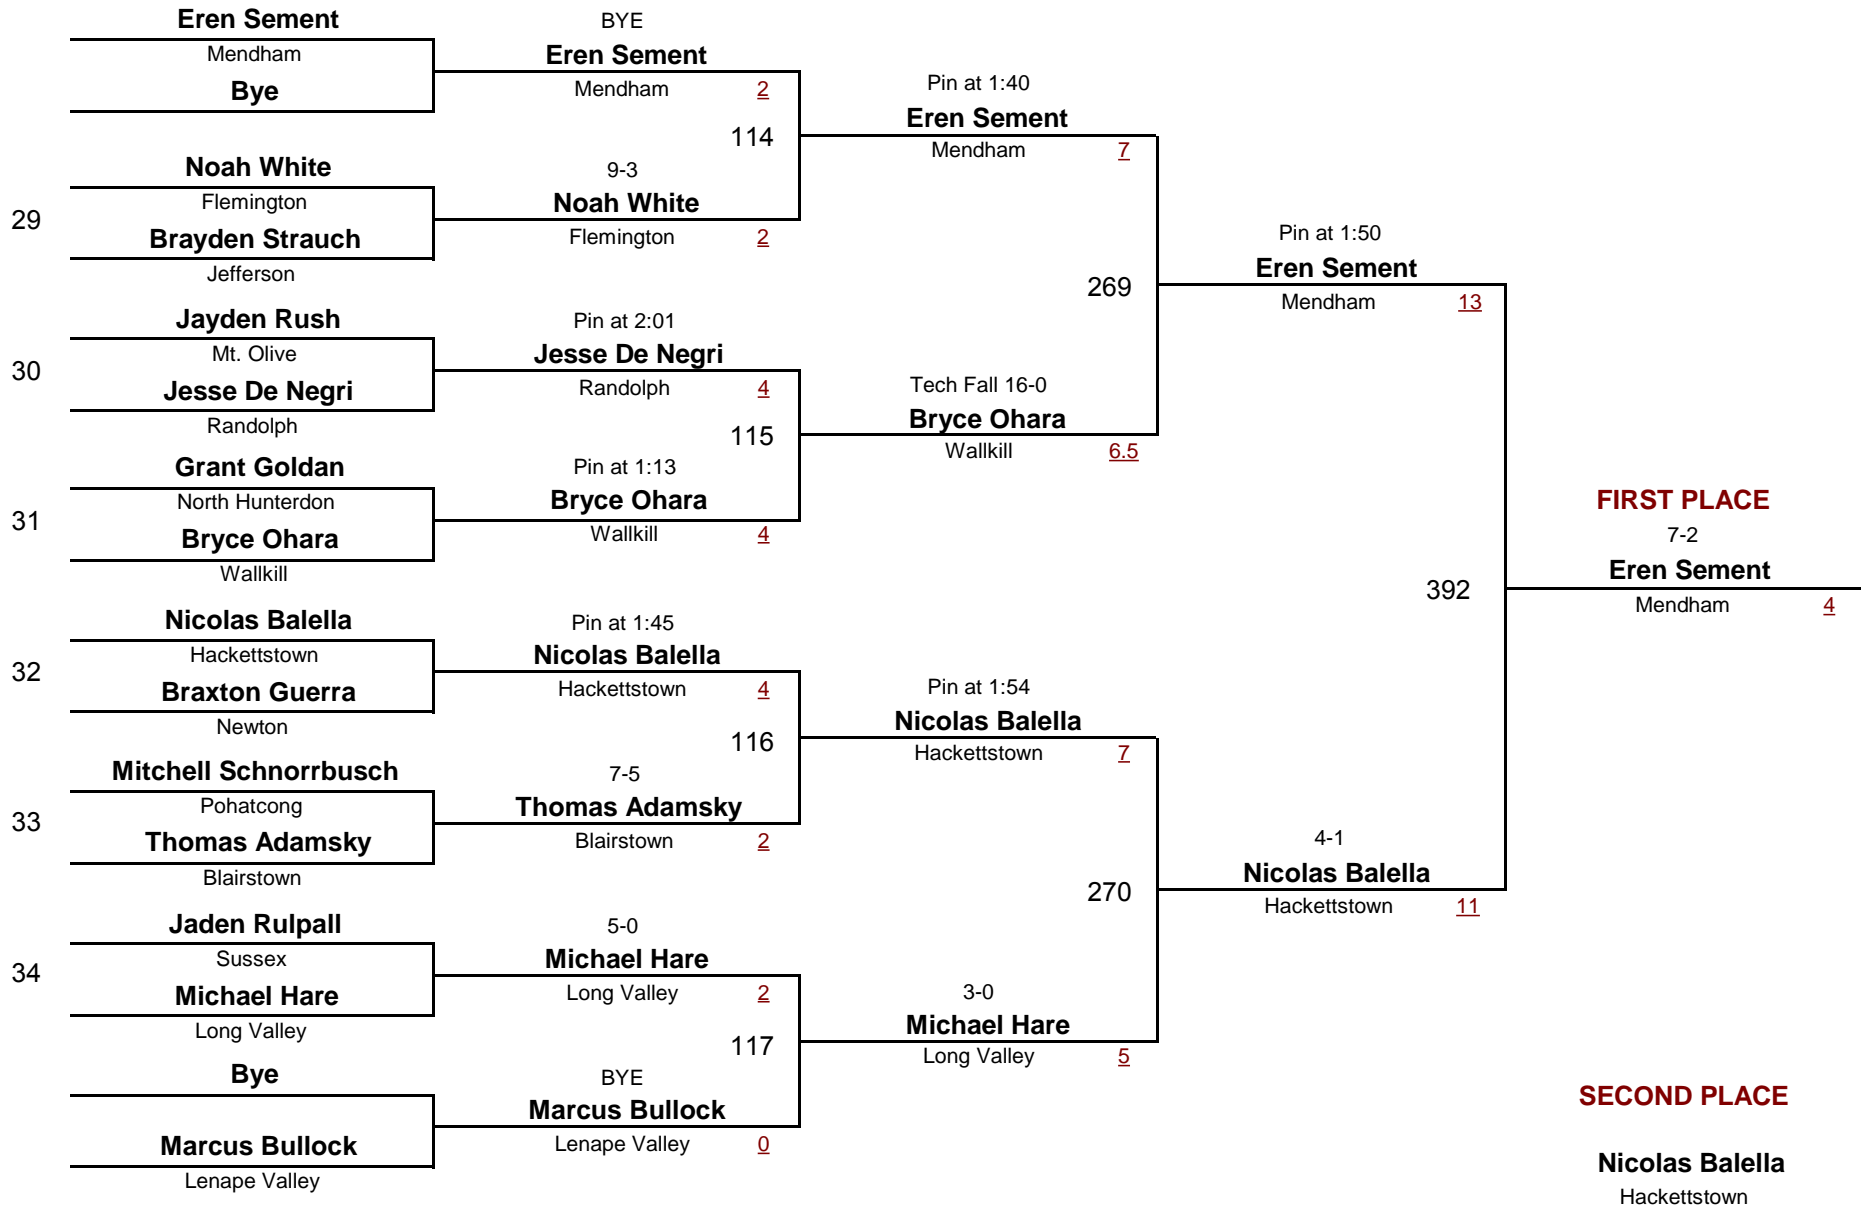 Eren Sement
Mendham
Bye
29
Noah White
Flemington
Brayden Strauch
Jefferson
30
Jayden Rush
Mt. Olive
Jesse De Negri
Randolph
31
Grant Goldan
North Hunterdon
Bryce Ohara
Wallkill
32
Nicolas Balella
Hackettstown
Braxton Guerra
Newton
33
Mitchell Schnorrbusch
Pohatcong
Thomas Adamsky
Blairstown
34
Jaden Rulpall
Sussex
Michael Hare
Long Valley
Bye
Marcus Bullock
Lenape Valley
BYE
Eren Sement
Mendham 2
114
9-3
Noah White
Flemington 2
Pin at 2:01
Jesse De Negri
Randolph 4
115
Pin at 1:13
Bryce Ohara
Wallkill 4
Pin at 1:45
Nicolas Balella
Hackettstown 4
116
7-5
Thomas Adamsky
Blairstown 2
5-0
Michael Hare
Long Valley 2
117
BYE
Marcus Bullock
Lenape Valley 0
Pin at 1:40
Eren Sement
Mendham 7
269
Tech Fall 16-0
Bryce Ohara
Wallkill 6.5
Pin at 1:54
Nicolas Balella
Hackettstown 7
270
3-0
Michael Hare
Long Valley 5
Pin at 1:50
Eren Sement
Mendham 13
392
4-1
Nicolas Balella
Hackettstown 11
FIRST PLACE
7-2
Eren Sement
Mendham 4
SECOND PLACE
Nicolas Balella
Hackettstown